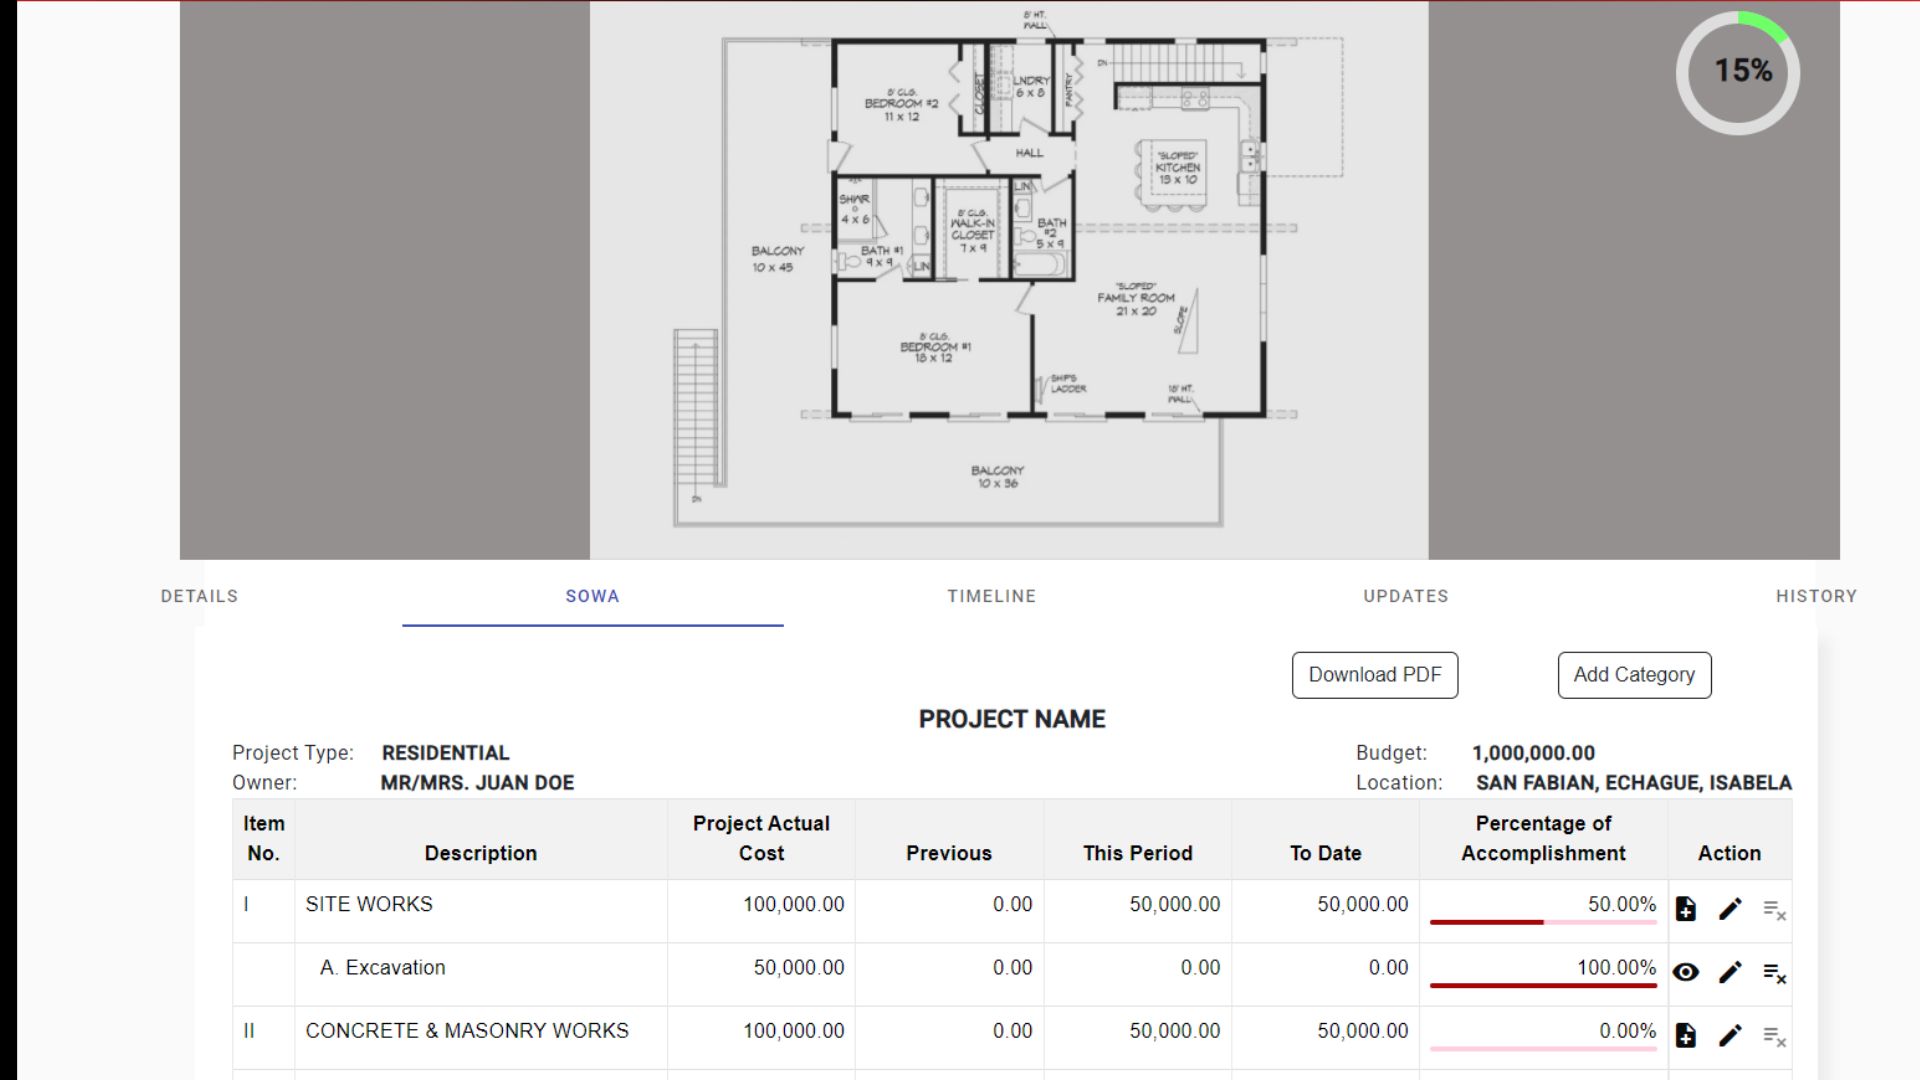 8' HT.
WALL
15%
8' CLG.
BEDROOM #2
11 x 12
CLOSET
LNDRY
6 x 8
PANTRY
DN
HALL
"SLOPED"
KITCHEN
15 x 10
SHWR
4 x 6
BATH #1
9 x 9
LIN
8' CLG.
WALK-IN
CLOSET
7 x 9
LIN
BATH
#2
5 x 9
BALCONY
10 x 45
"SLOPED"
FAMILY ROOM
21 x 20
SLOPE
8' CLG.
BEDROOM #1
18 x 12
SHIP'S
LADDER
18' HT.
WALL
BALCONY
10 x 36
DN
DETAILS
SOWA
TIMELINE
UPDATES
HISTORY
Download PDF
Add Category
PROJECT NAME
Project Type: RESIDENTIAL
Budget: 1,000,000.00
Owner: MR/MRS. JUAN DOE
Location: SAN FABIAN, ECHAGUE, ISABELA
Item No. Description Project Actual Cost Previous This Period To Date Percentage of Accomplishment Action
I SITE WORKS 100,000.00 0.00 50,000.00 50,000.00 50.00%
A. Excavation 50,000.00 0.00 0.00 0.00 100.00%
II CONCRETE & MASONRY WORKS 100,000.00 0.00 50,000.00 50,000.00 0.00%